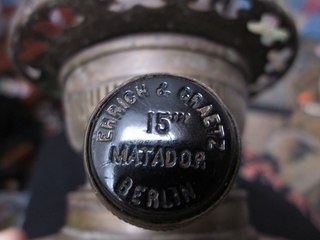 EHRICH & GRAETZ
15'''
MATADOR
BERLIN